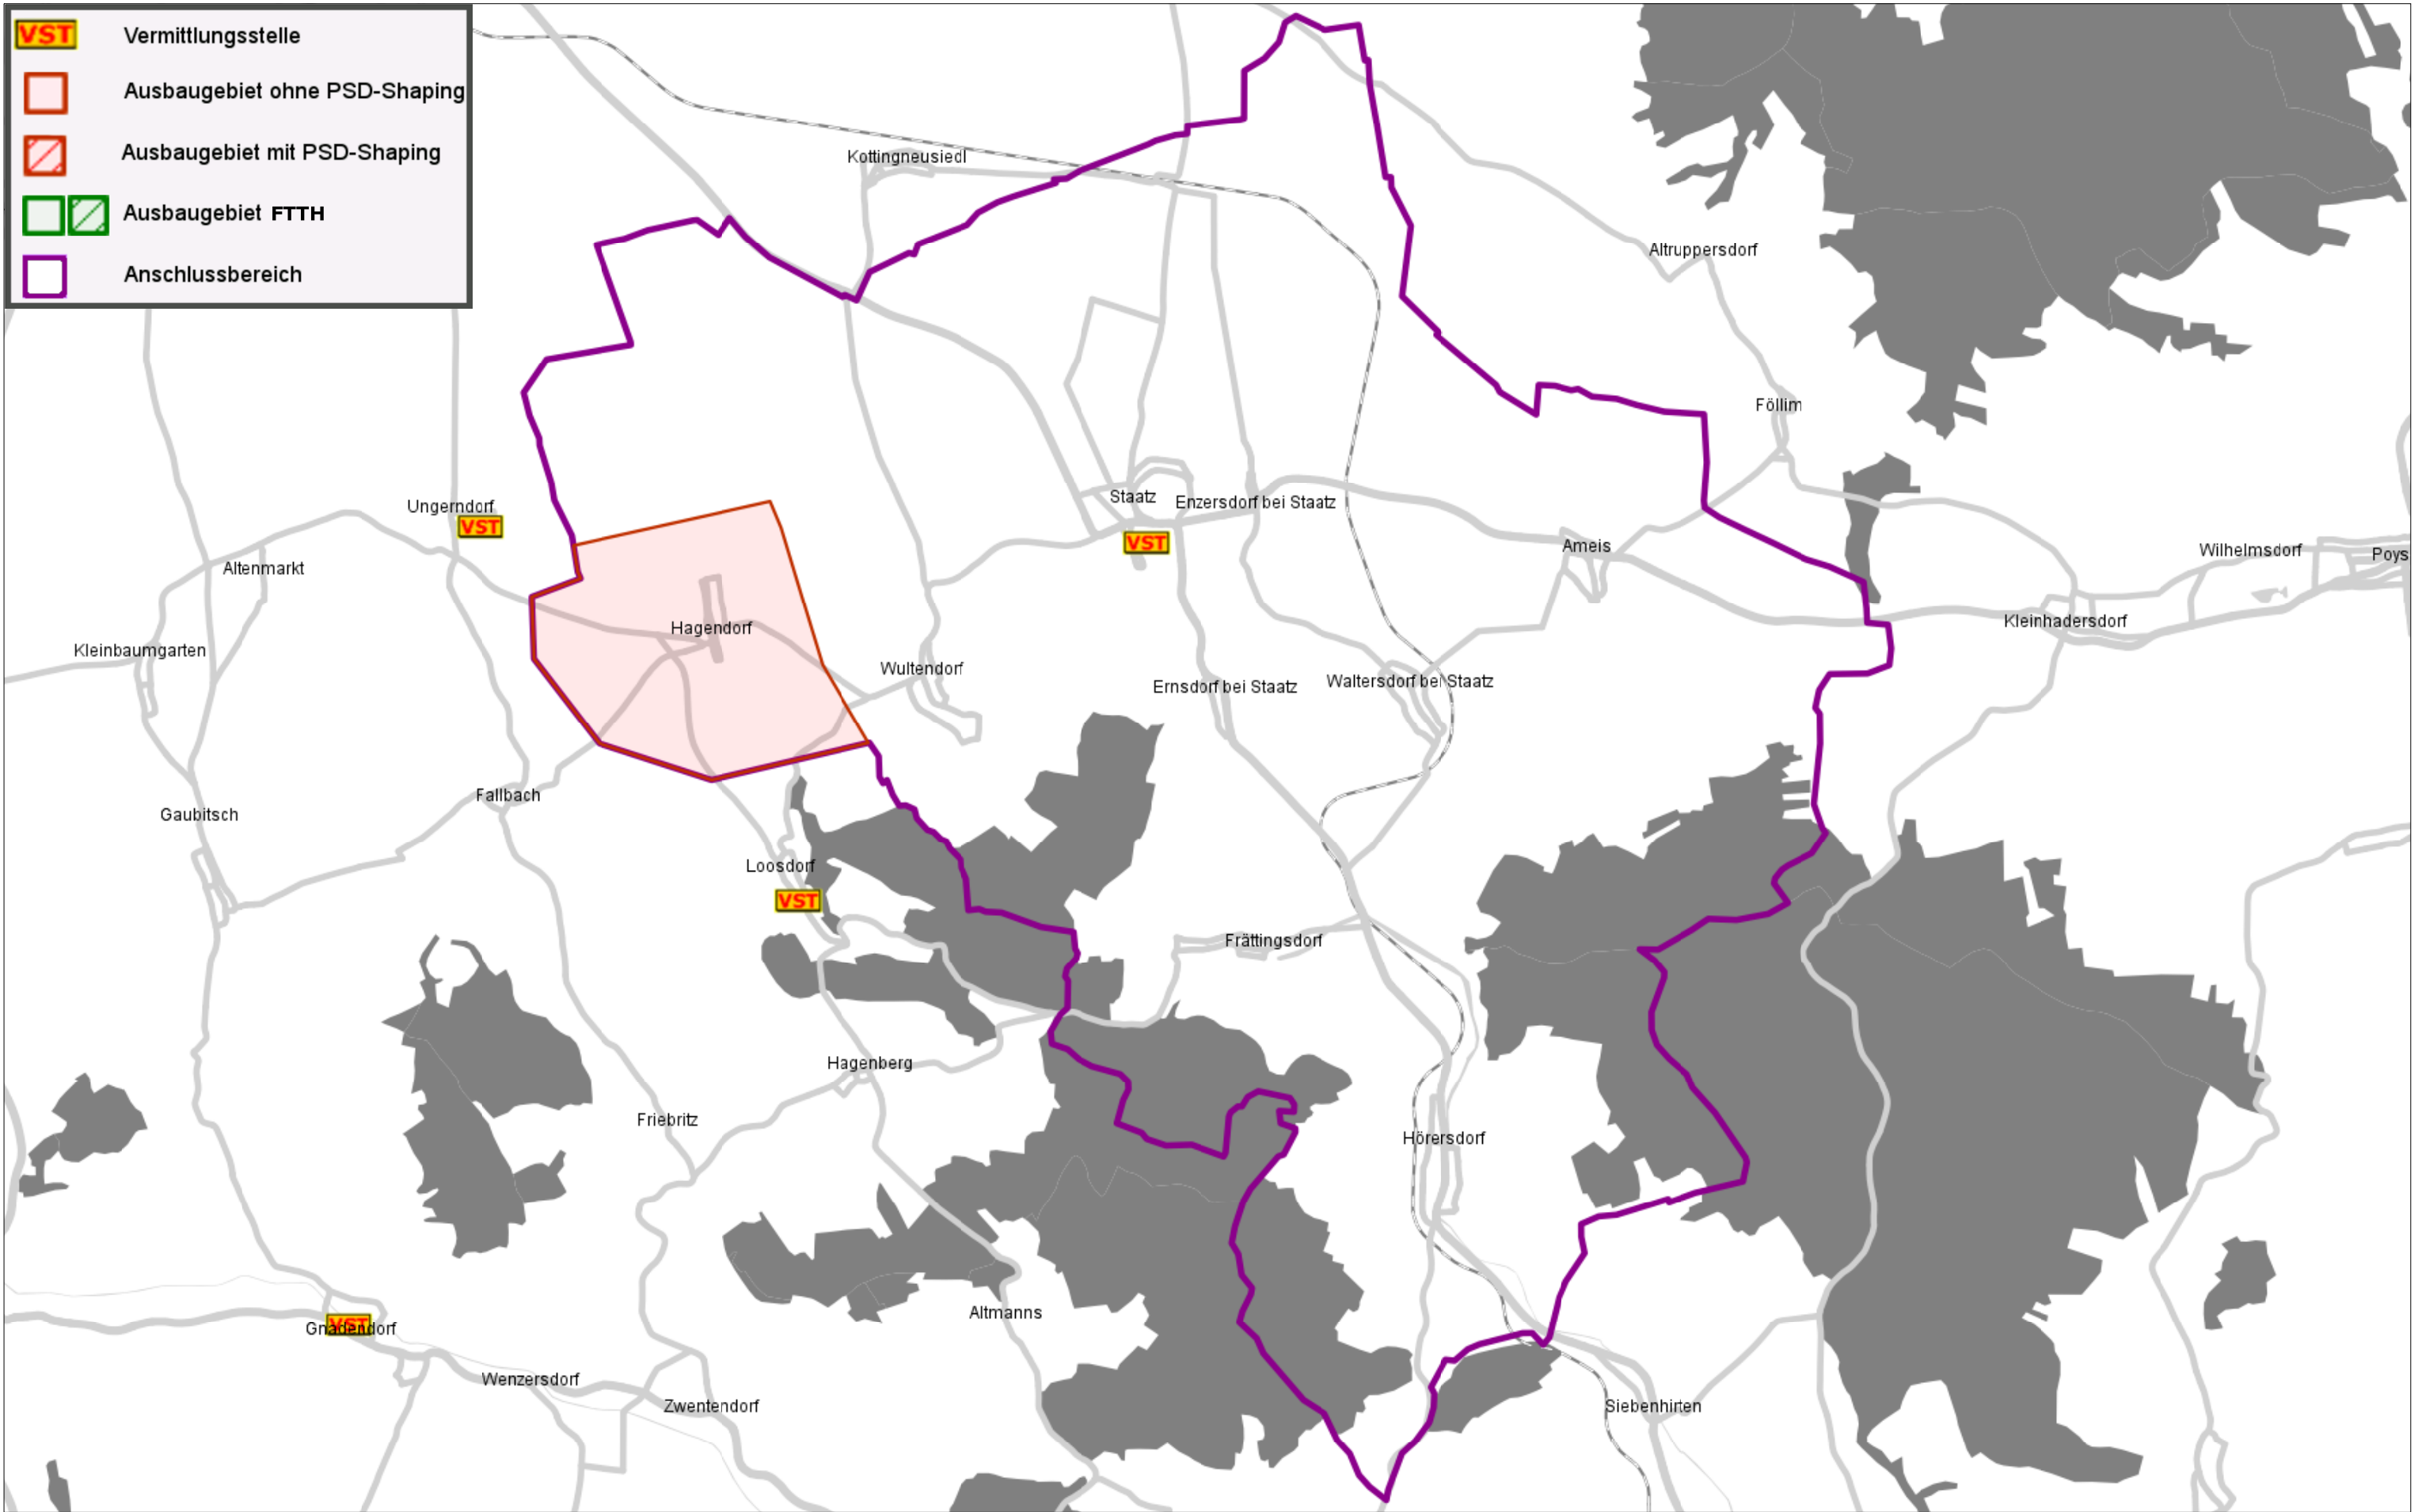 VST Vermittlungsstelle
Ausbaugebiet ohne PSD-Shaping
Ausbaugebiet mit PSD-Shaping
Ausbaugebiet FTTH
Anschlussbereich
Kottingneusiedl
Altruppersdorf
Föllim
Staatz
Enzersdorf bei Staatz
Ungerndorf
VST
VST
Ameis
Wilhelmsdorf
Poys
Altenmarkt
Hagendorf
Kleinhadersdorf
Kleinbaumgarten
Wultendorf
Ernsdorf bei Staatz
Waltersdorf bei Staatz
Fallbach
Gaubitsch
Loosdorf
VST
Frättingsdorf
Hagenberg
Friebritz
Hörersdorf
Altmanns
VST
Gnadendorf
Wenzersdorf
Zwentendorf
Siebenhirten